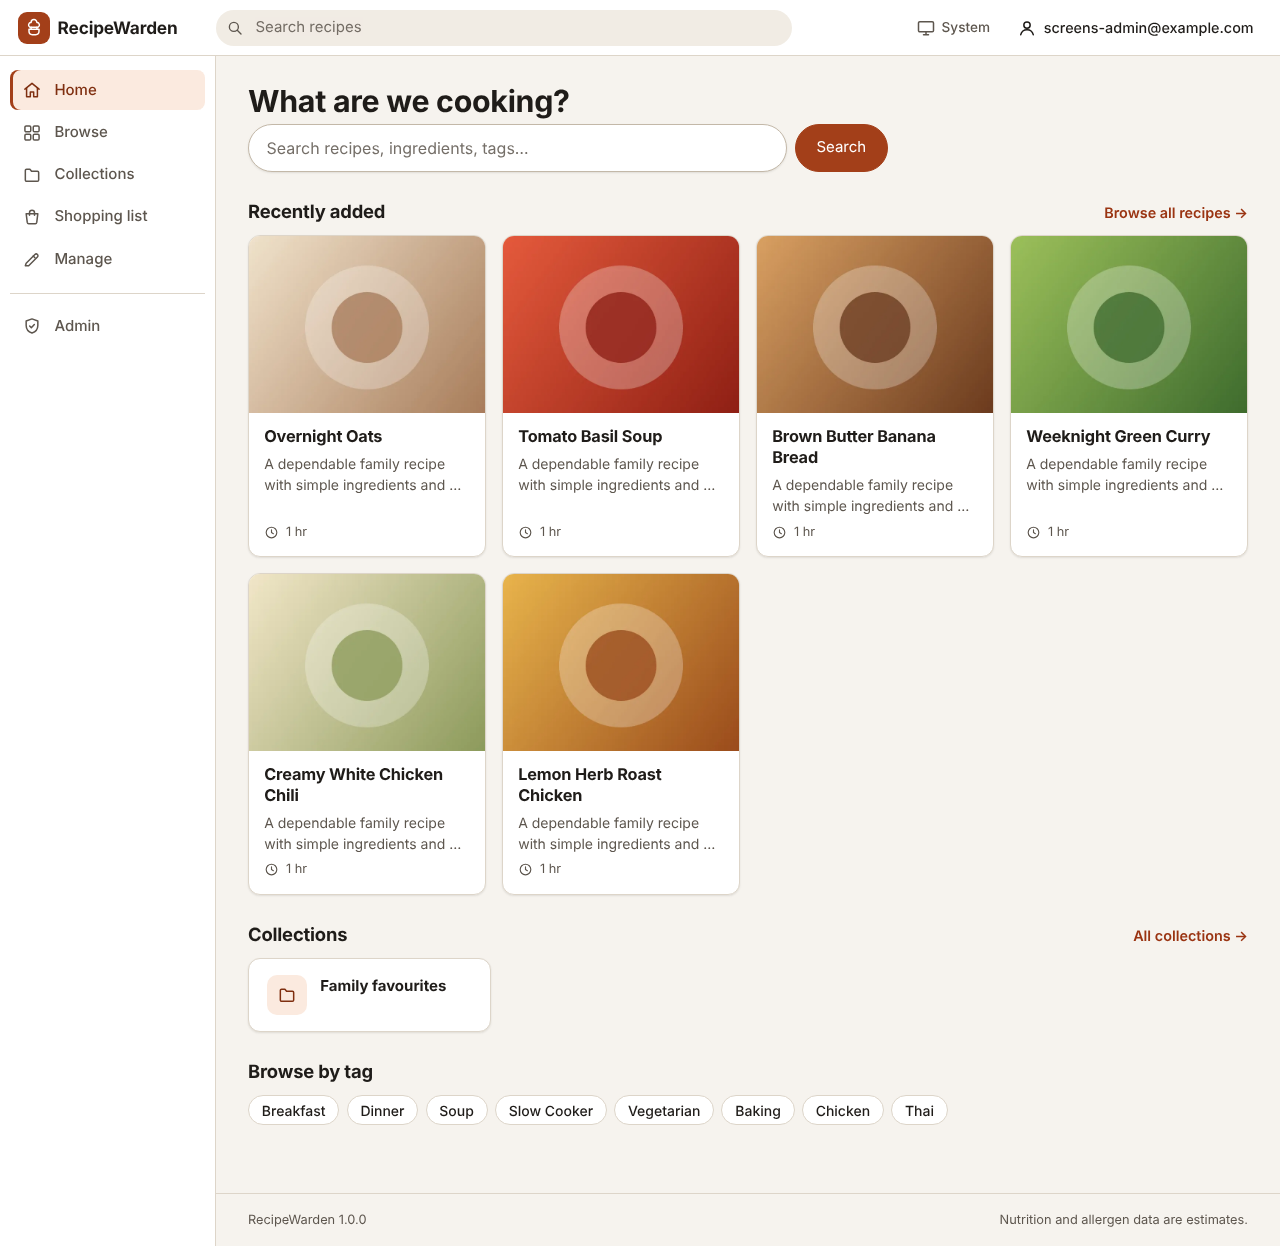 RecipeWarden
Search recipes
System
screens-admin@example.com
Home
Browse
Collections
Shopping list
Manage
Admin
What are we cooking?
Search recipes, ingredients, tags...
Search
Recently added
Browse all recipes →
Overnight Oats
A dependable family recipe
with simple ingredients and ...
1 hr
Tomato Basil Soup
A dependable family recipe
with simple ingredients and ...
1 hr
Brown Butter Banana
Bread
A dependable family recipe
with simple ingredients and ...
1 hr
Weeknight Green Curry
A dependable family recipe
with simple ingredients and ...
1 hr
Creamy White Chicken
Chili
A dependable family recipe
with simple ingredients and ...
1 hr
Lemon Herb Roast
Chicken
A dependable family recipe
with simple ingredients and ...
1 hr
Collections
All collections →
Family favourites
Browse by tag
Breakfast
Dinner
Soup
Slow Cooker
Vegetarian
Baking
Chicken
Thai
RecipeWarden 1.0.0
Nutrition and allergen data are estimates.